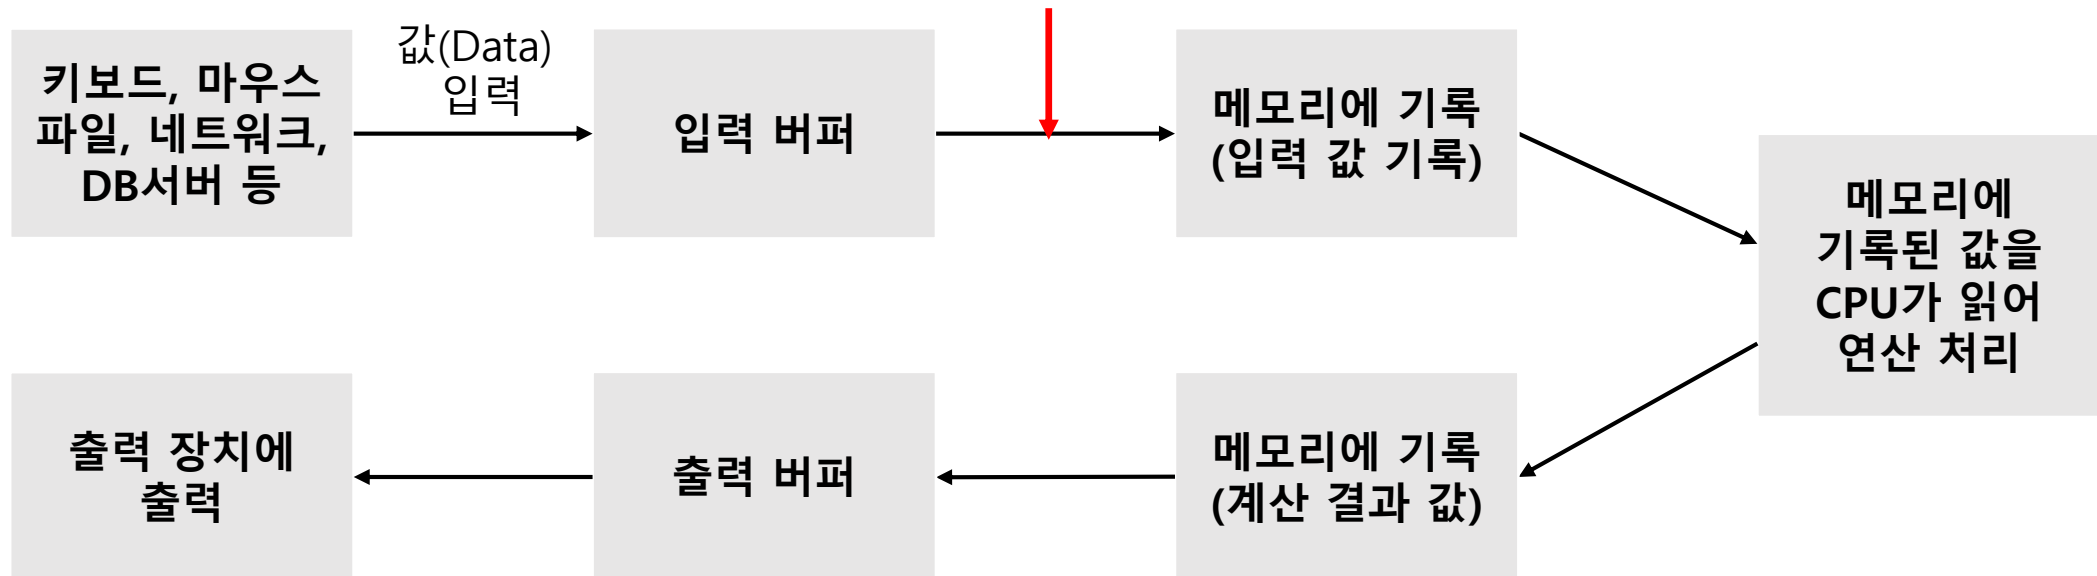 키보드, 마우스
파일, 네트워크,
DB서버 등
값(Data)
입력
입력 버퍼
메모리에 기록
(입력 값 기록)
메모리에
기록된 값을
CPU가 읽어
연산 처리
메모리에 기록
(계산 결과 값)
출력 버퍼
출력 장치에
출력